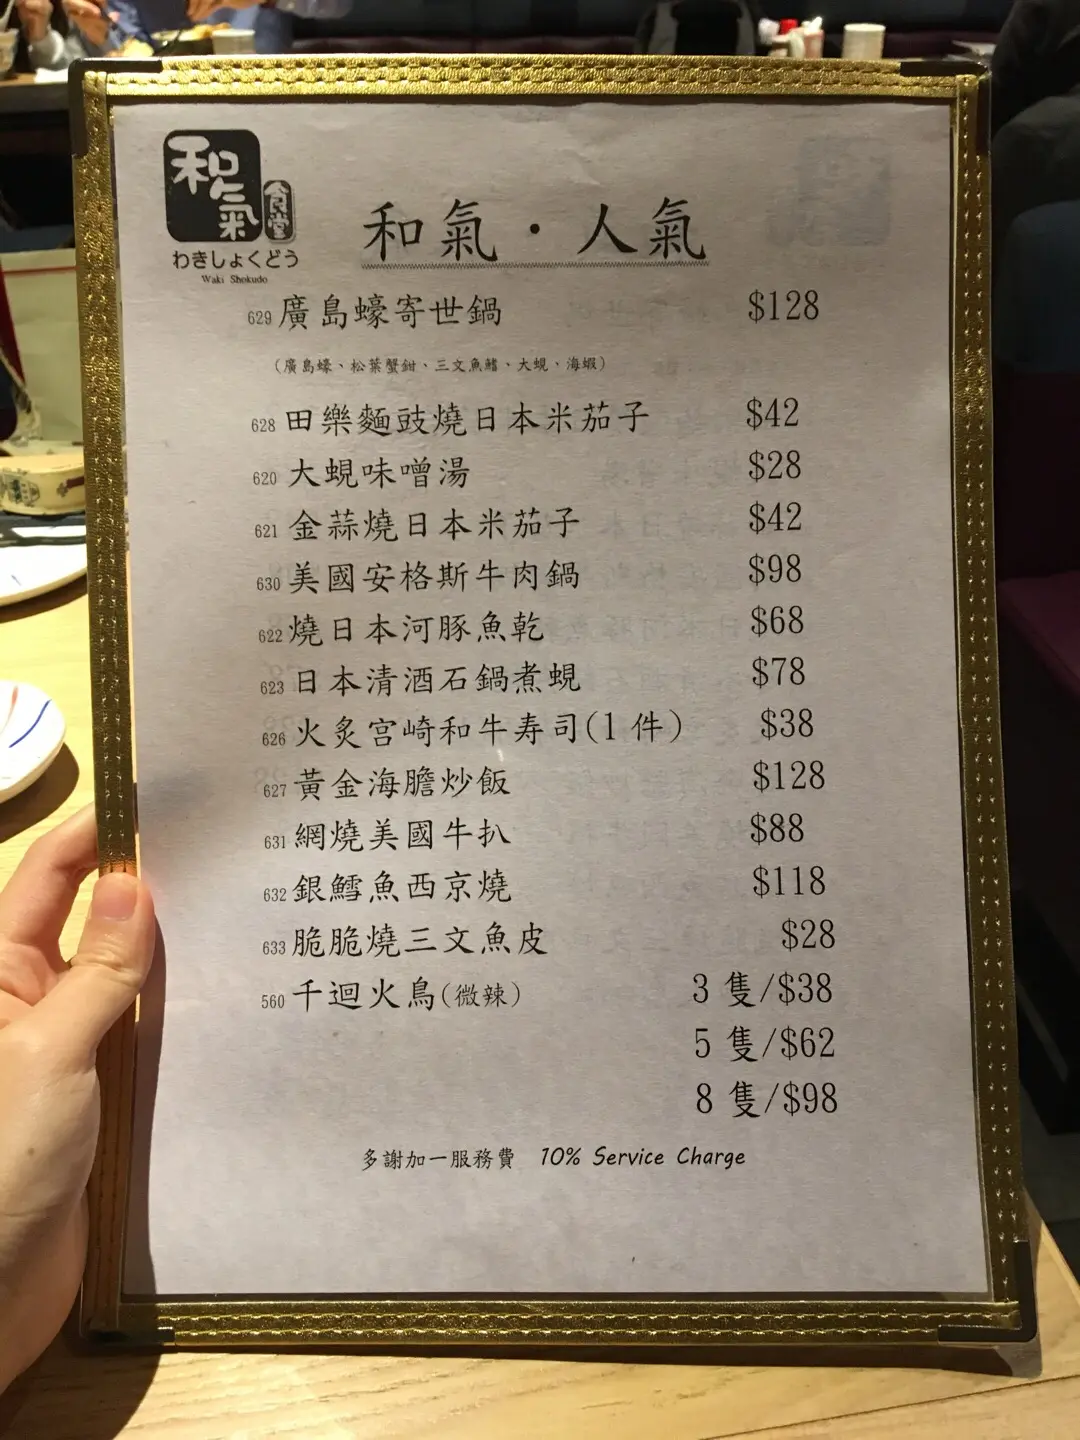 和氣食堂
わきしょくどう
Waki Shokudo
和氣·人氣
629 廣島蠔寄世鍋 $128
(廣島蠔、松葉蟹鉗、三文魚鰭、大蜆、海蝦)
628 田樂麵豉燒日本米茄子 $42
620 大蜆味噌湯 $28
621 金蒜燒日本米茄子 $42
630 美國安格斯牛肉鍋 $98
622 燒日本河豚魚乾 $68
623 日本清酒石鍋煮蜆 $78
626 火炙宮崎和牛寿司(1 件) $38
627 黃金海膽炒飯 $128
631 網燒美國牛扒 $88
632 銀鱈魚西京燒 $118
633 脆脆燒三文魚皮 $28
560 千迴火鳥(微辣) 3 隻/$38
5 隻/$62
8 隻/$98
多謝加一服務費 10% Service Charge